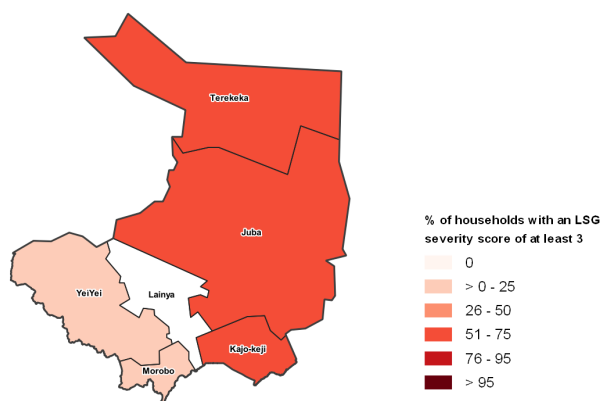 Terekeka
Juba
YeiYei
Lainya
Kajo-keji
Morobo
% of households with an LSG
severity score of at least 3
0
> 0 - 25
26 - 50
51 - 75
76 - 95
> 95